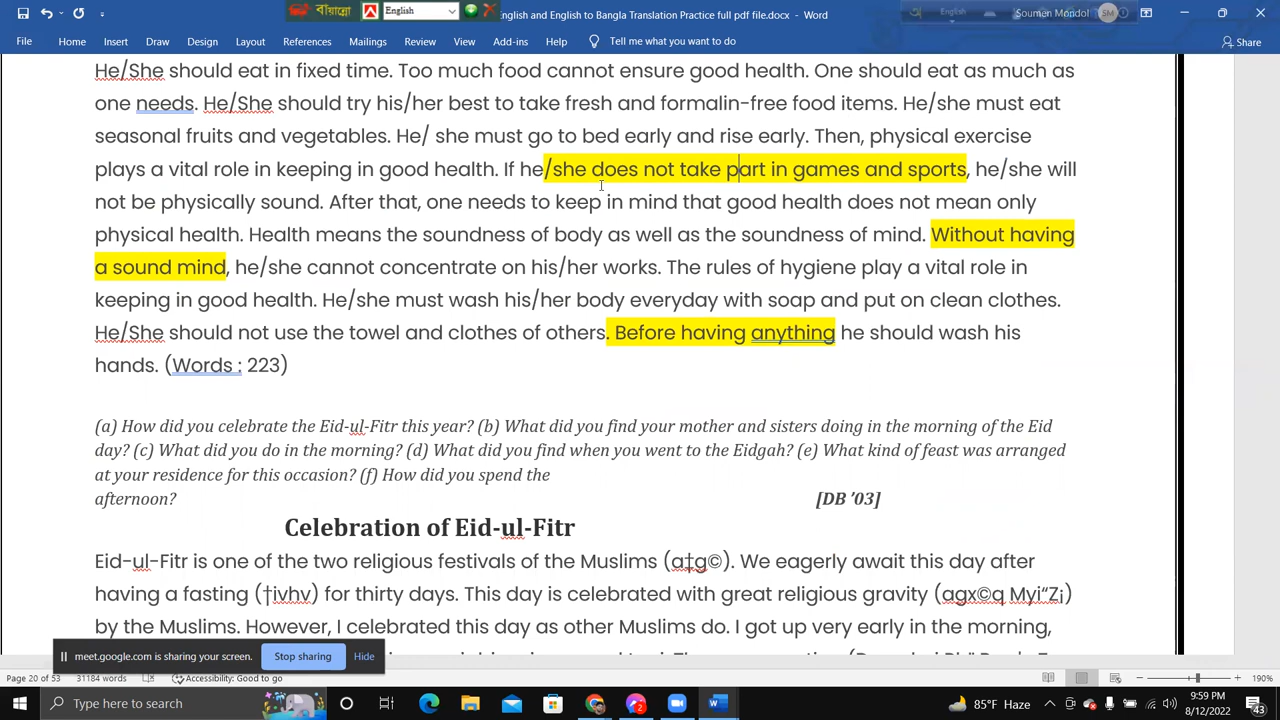 বায়ান্নো English English and English to Bangla Translation Practice full part file.docx - Word Soumen Mondol SM
File Home Insert Draw Design Layout References Mailings Review View Add-ins Help Tell me what you want to do Share
He/She should eat in fixed time. Too much food cannot ensure good health. One should eat as much as
one needs. He/She should try his/her best to take fresh and formalin-free food items. He/she must eat
seasonal fruits and vegetables. He/ she must go to bed early and rise early. Then, physical exercise
plays a vital role in keeping in good health. If he/she does not take part in games and sports, he/she will
not be physically sound. After that, one needs to keep in mind that good health does not mean only
physical health. Health means the soundness of body as well as the soundness of mind. Without having
a sound mind, he/she cannot concentrate on his/her works. The rules of hygiene play a vital role in
keeping in good health. He/she must wash his/her body everyday with soap and put on clean clothes.
He/She should not use the towel and clothes of others. Before having anything he should wash his
hands. (Words : 223)
(a) How did you celebrate the Eid-ul-Fitr this year? (b) What did you find your mother and sisters doing in the morning of the Eid
day? (c) What did you do in the morning? (d) What did you find when you went to the Eidgah? (e) What kind of feast was arranged
at your residence for this occasion? (f) How did you spend the
afternoon? [DB ’03]
Celebration of Eid-ul-Fitr
Eid-ul-Fitr is one of the two religious festivals of the Muslims (a‡g©). We eagerly await this day after
having a fasting (†ivhv) for thirty days. This day is celebrated with great religious gravity (agx©q Myi“Z¡)
by the Muslims. However, I celebrated this day as other Muslims do. I got up very early in the morning,
meet.google.com is sharing your screen. Stop sharing Hide
Page 20 of 53 31184 words Accessibility: Good to go 190%
Type here to search 2 85°F Haze 9:59 PM
8/12/2022 43